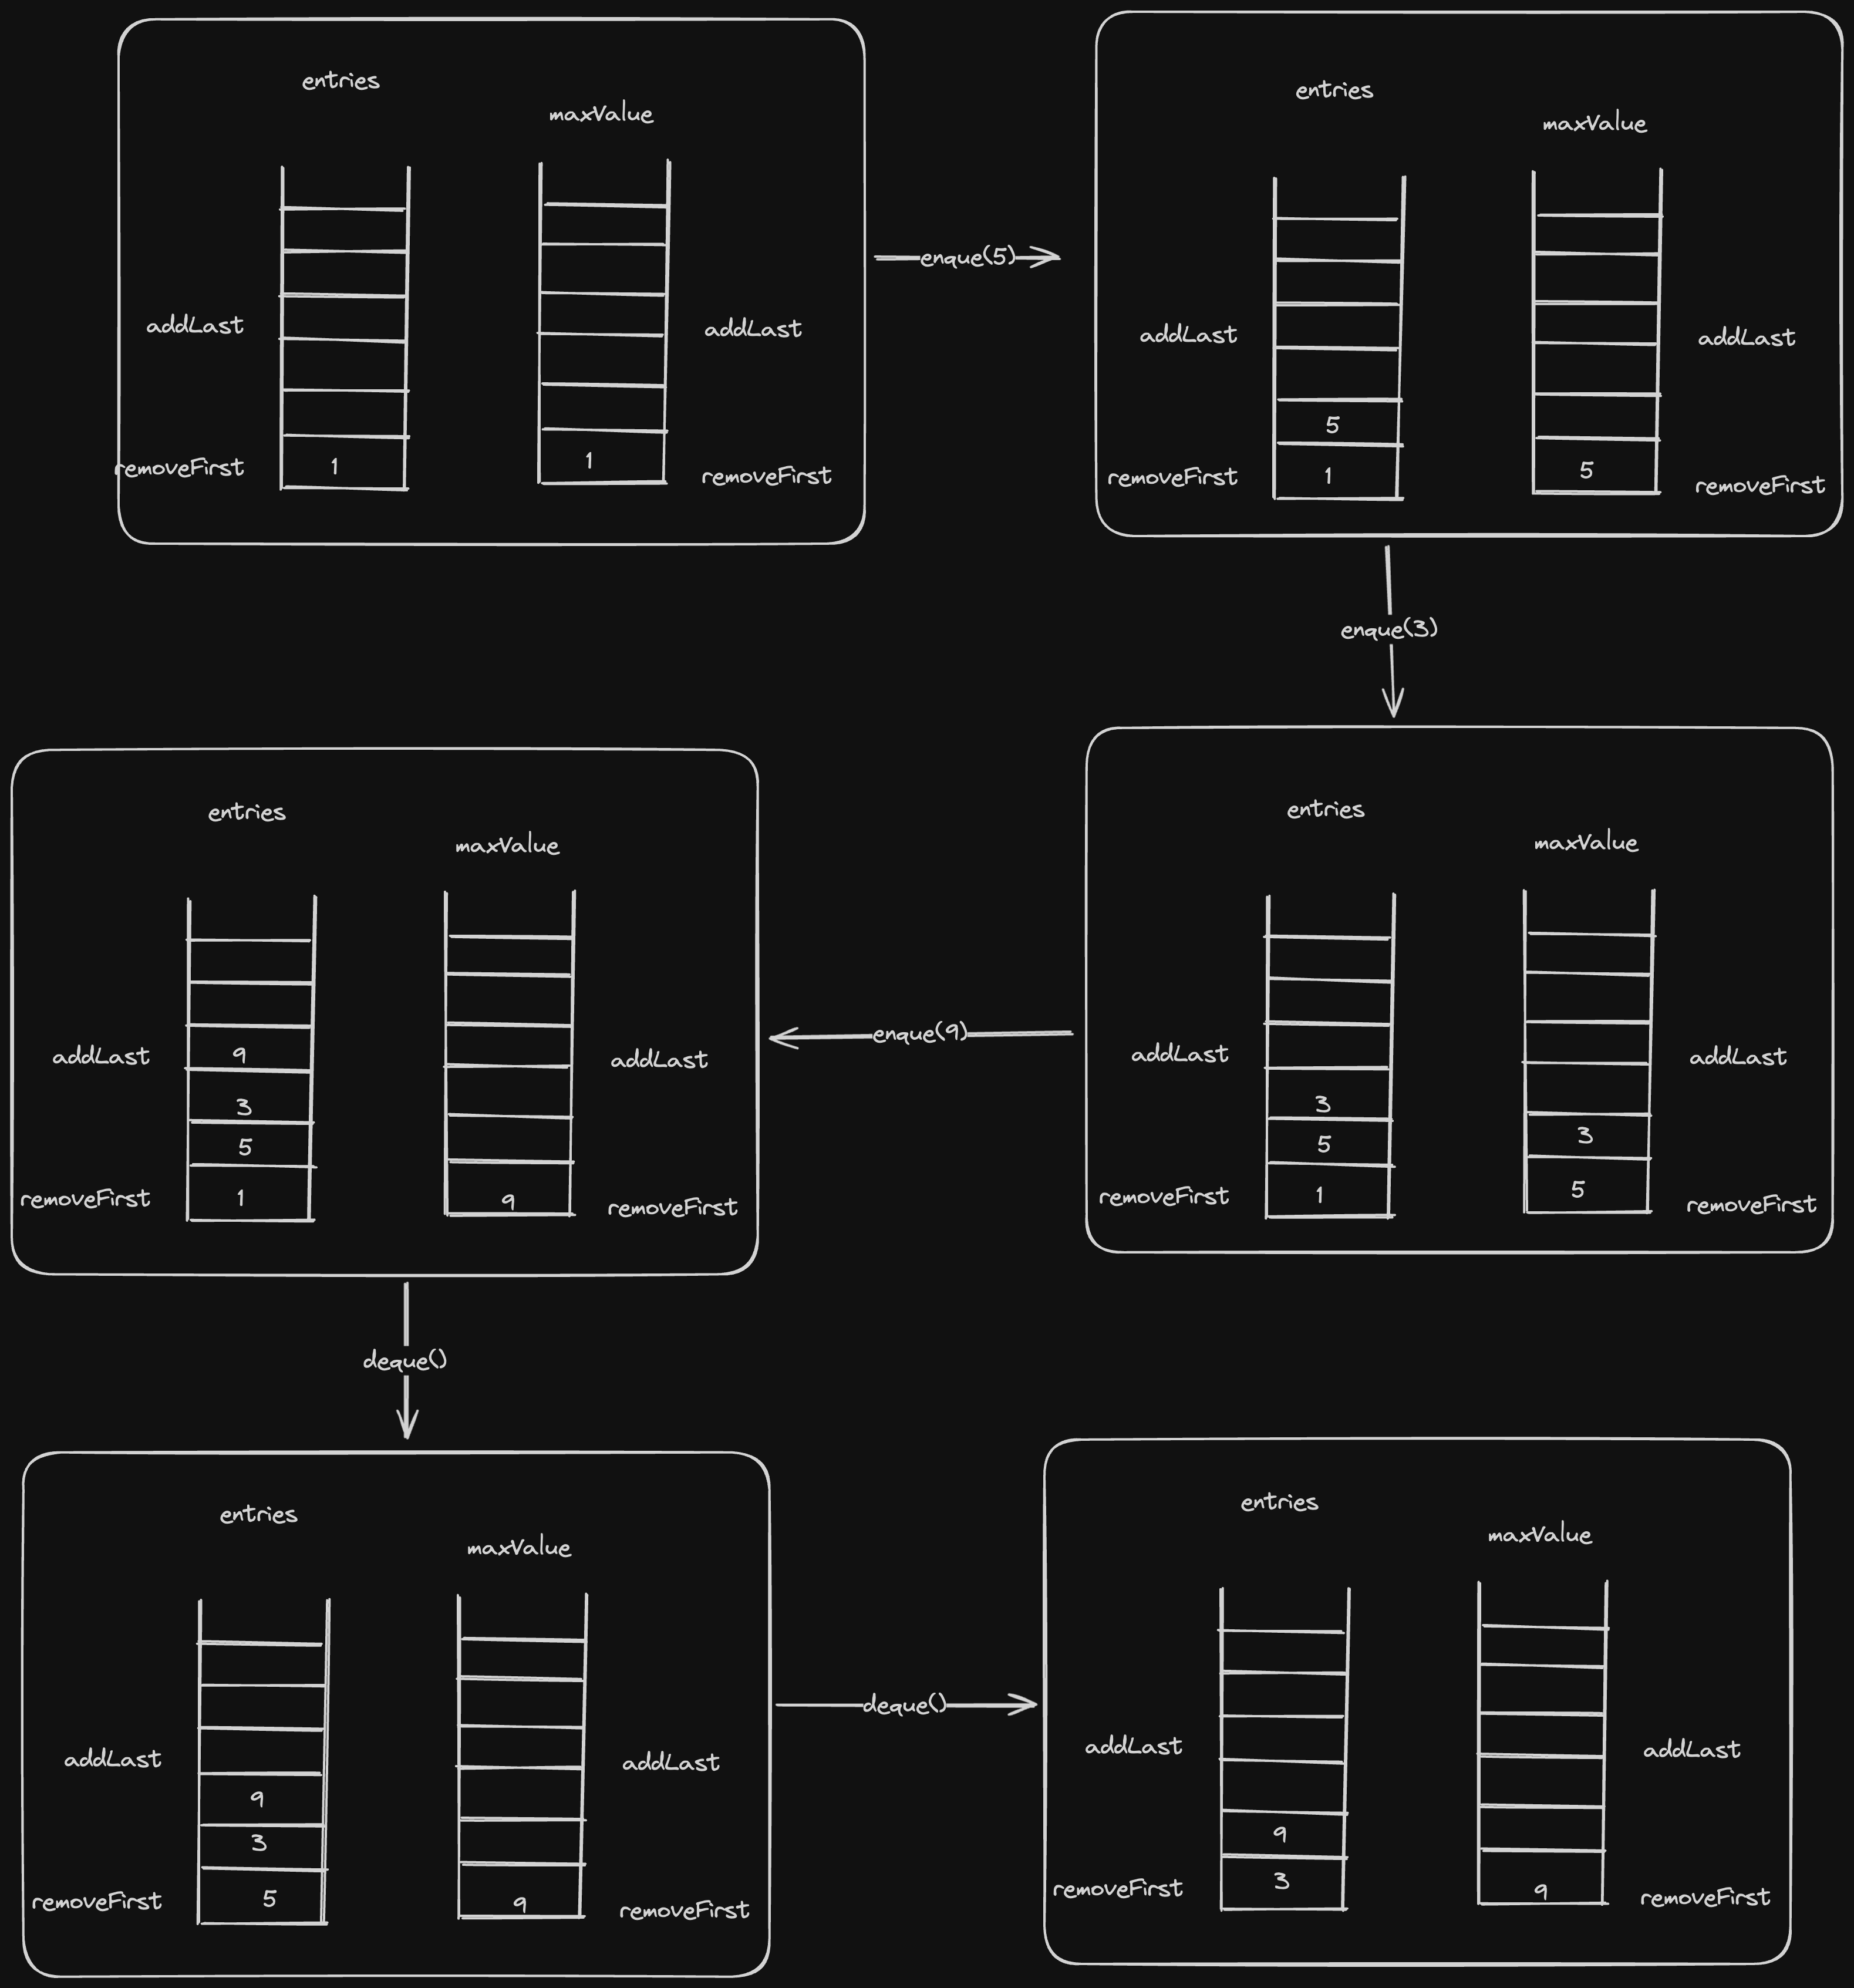 entries
maxValue
addLast
addLast
removeFirst
1
1
removeFirst
enque(5)
entries
maxValue
addLast
addLast
5
removeFirst
1
5
removeFirst
enque(3)
entries
maxValue
addLast
addLast
3
5
3
removeFirst
1
5
removeFirst
enque(9)
entries
maxValue
addLast
9
addLast
3
5
removeFirst
1
9
removeFirst
deque()
entries
maxValue
addLast
addLast
9
3
removeFirst
5
9
removeFirst
deque()
entries
maxValue
addLast
addLast
9
removeFirst
3
9
removeFirst